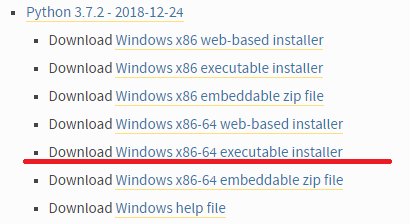 Python 3.7.2 - 2018-12-24
Download Windows x86 web-based installer
Download Windows x86 executable installer
Download Windows x86 embeddable zip file
Download Windows x86-64 web-based installer
Download Windows x86-64 executable installer
Download Windows x86-64 embeddable zip file
Download Windows help file